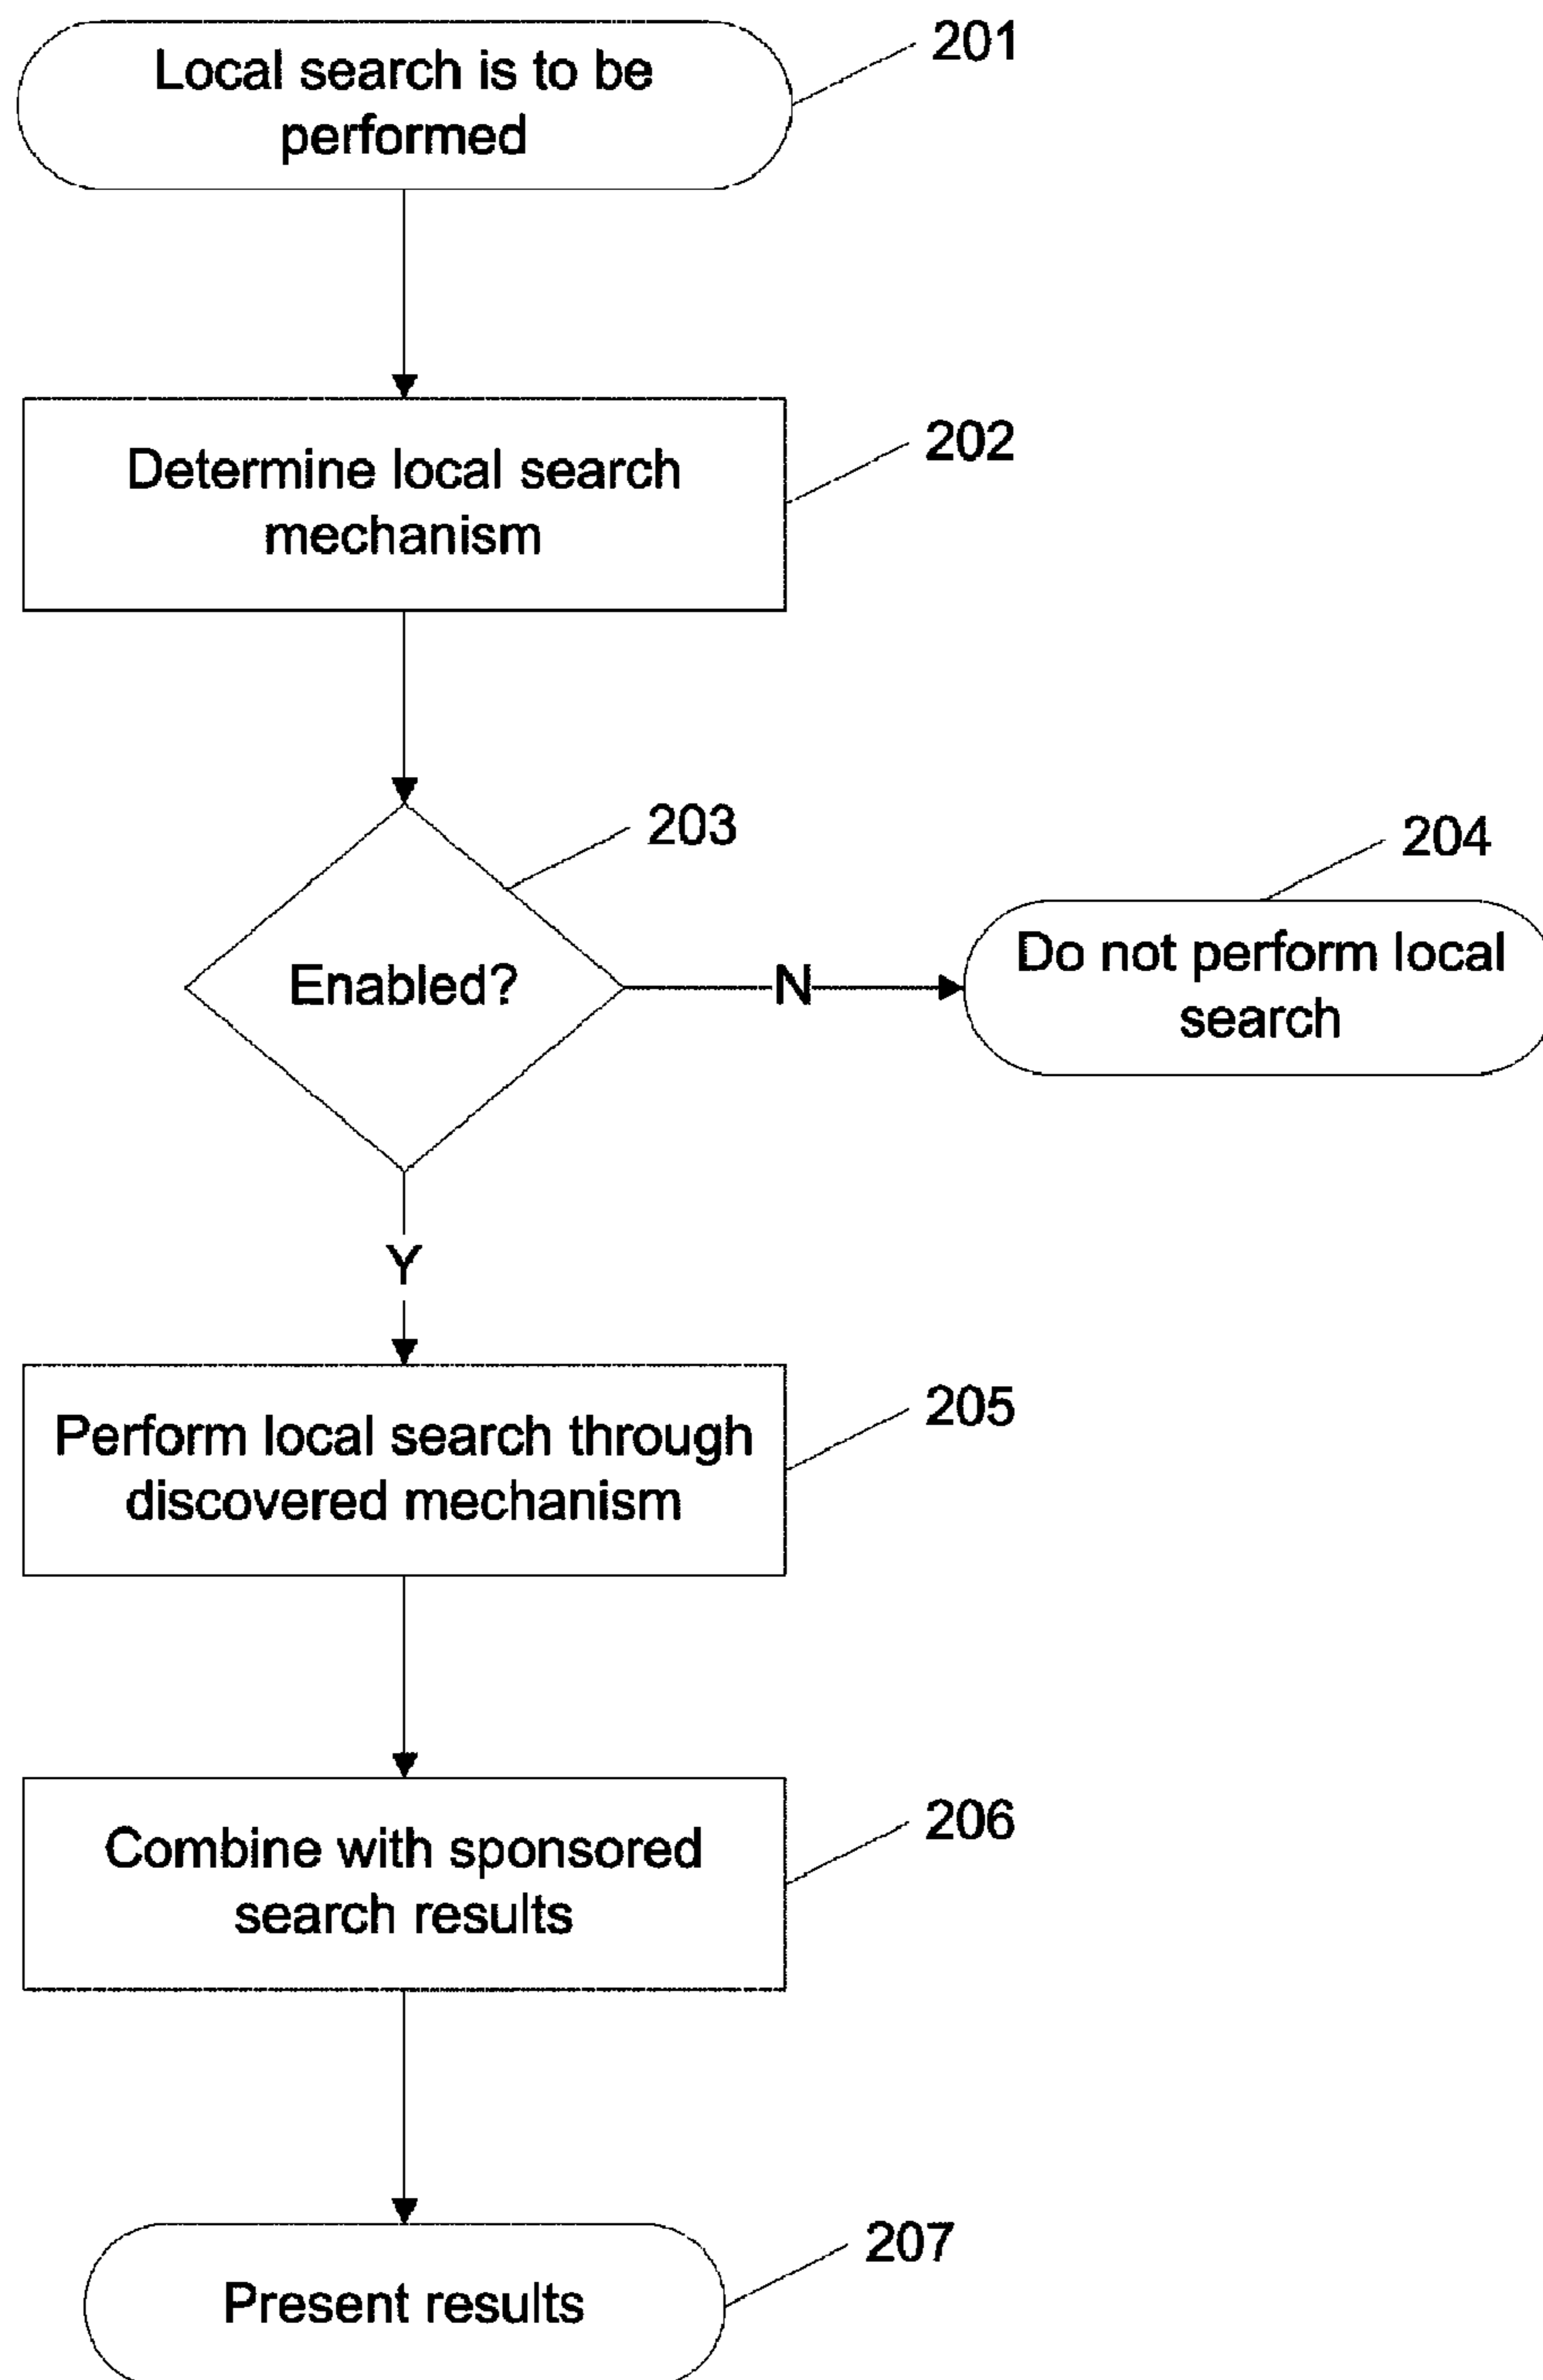 Local search is to be
performed
201
Determine local search
mechanism
202
203
Enabled?
N
204
Do not perform local
search
Y
Perform local search through
discovered mechanism
205
Combine with sponsored
search results
206
207
Present results